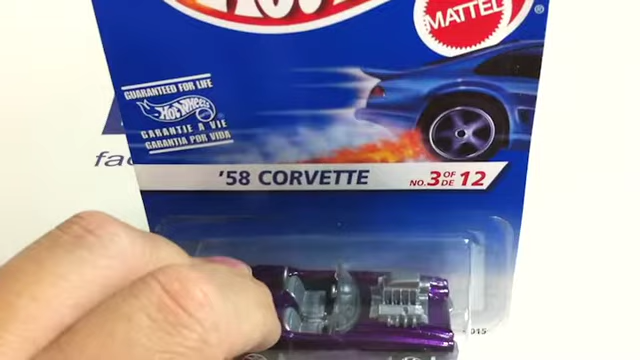 MATTEL
®
GUARANTEED FOR LIFE
Hot Wheels
GARANTIE A VIE
GARANTIA POR VIDA
'58 CORVETTE
NO. 3 OF DE 12